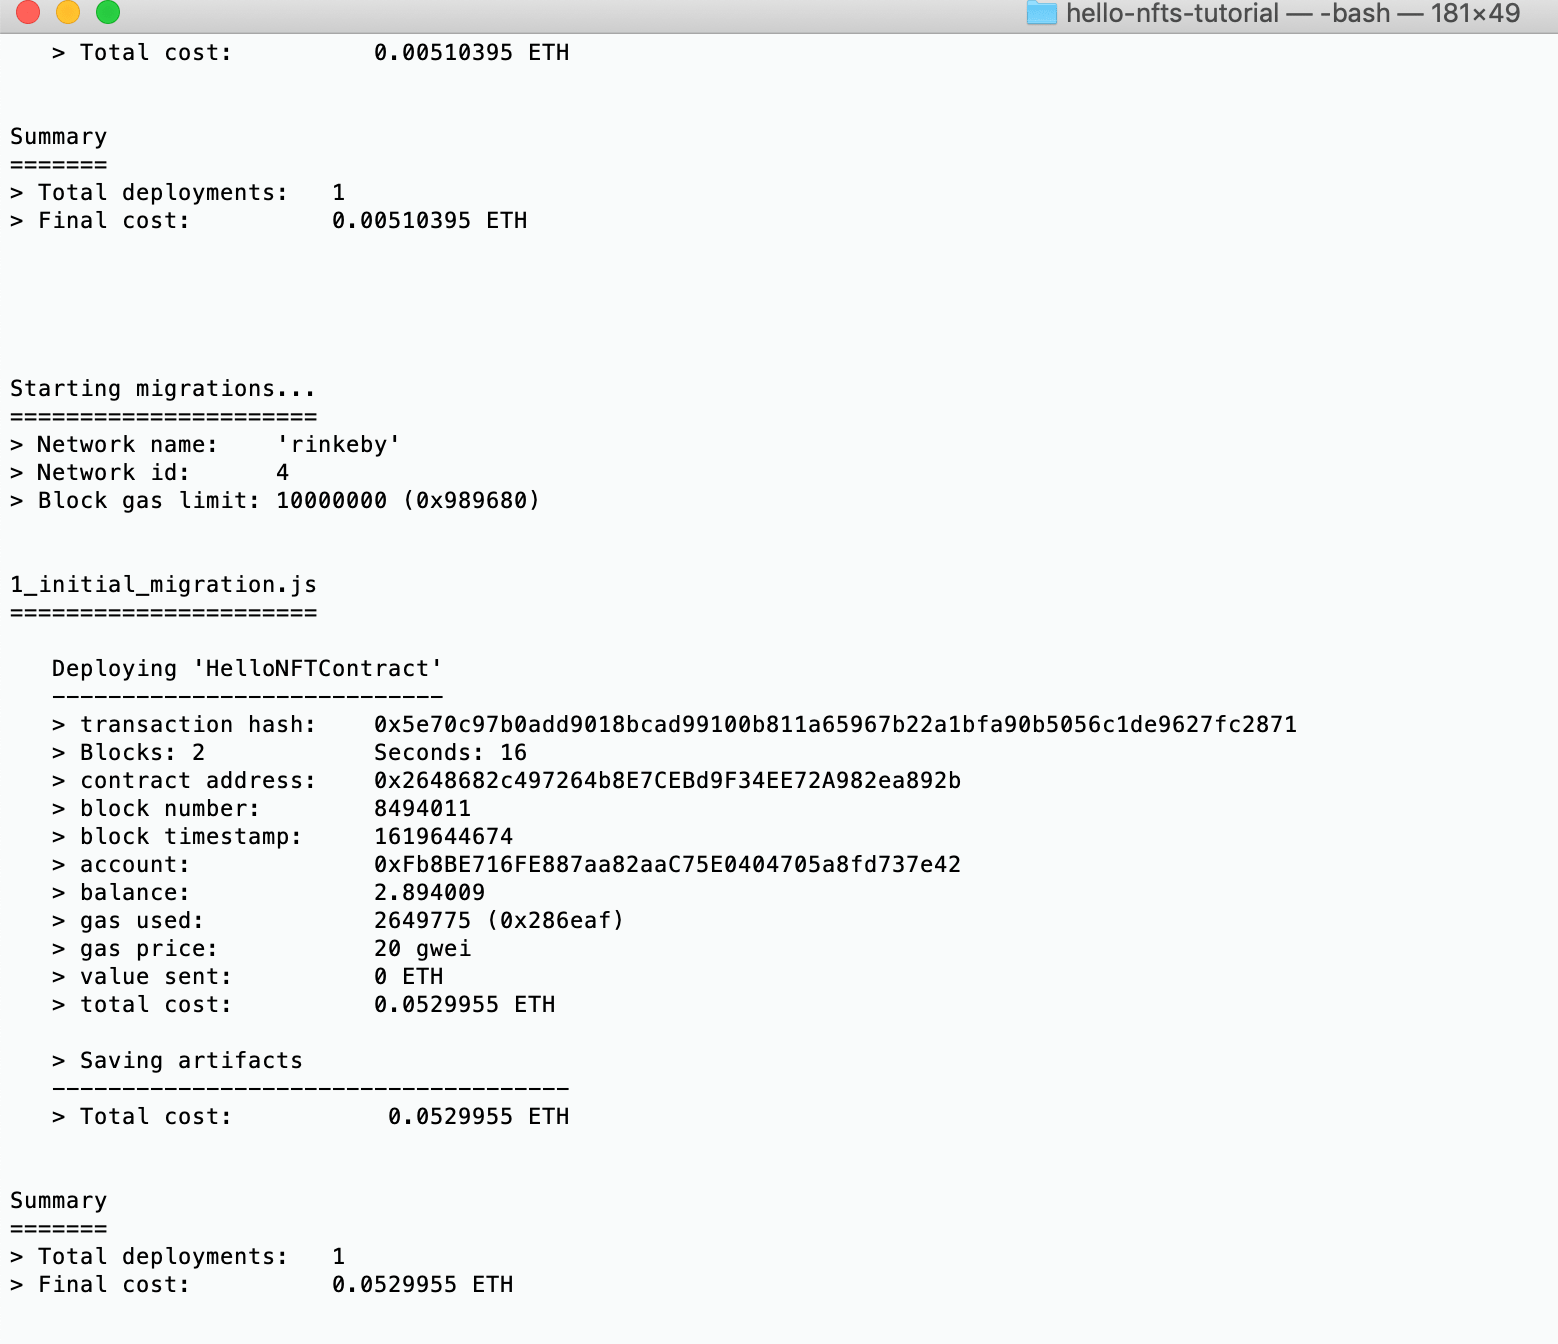 hello-nfts-tutorial — -bash — 181×49
> Total cost: 0.00510395 ETH
Summary
=======
> Total deployments: 1
> Final cost: 0.00510395 ETH
Starting migrations...
======================
> Network name: 'rinkeby'
> Network id: 4
> Block gas limit: 10000000 (0x989680)
1_initial_migration.js
======================
Deploying 'HelloNFTContract'
----------------------------
> transaction hash: 0x5e70c97b0add9018bcad99100b811a65967b22a1bfa90b5056c1de9627fc2871
> Blocks: 2 Seconds: 16
> contract address: 0x2648682c497264b8E7CEBd9F34EE72A982ea892b
> block number: 8494011
> block timestamp: 1619644674
> account: 0xFb8BE716FE887aa82aaC75E0404705a8fd737e42
> balance: 2.894009
> gas used: 2649775 (0x286eaf)
> gas price: 20 gwei
> value sent: 0 ETH
> total cost: 0.0529955 ETH
> Saving artifacts
-------------------------------------
> Total cost: 0.0529955 ETH
Summary
=======
> Total deployments: 1
> Final cost: 0.0529955 ETH